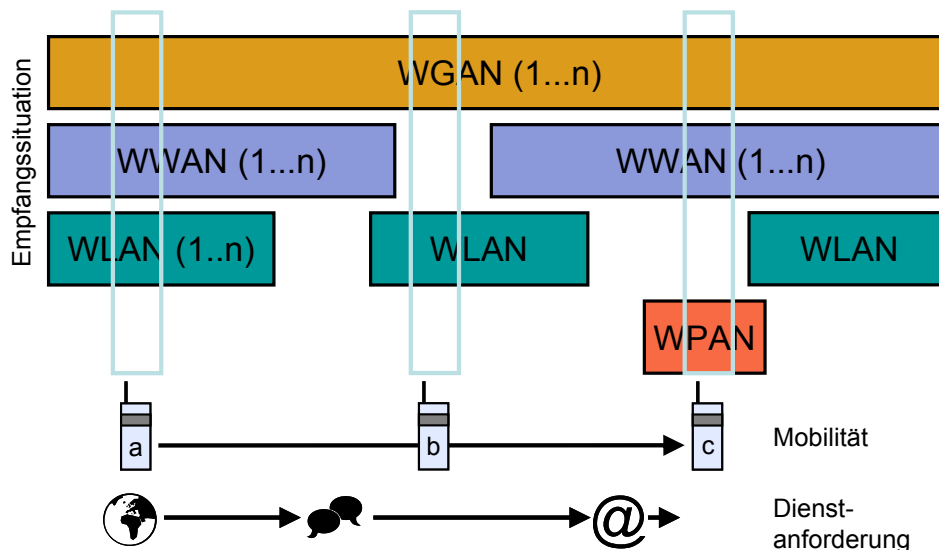 Empfangssituation
WGAN (1...n)
WWAN (1...n)
WWAN (1...n)
WLAN (1..n)
WLAN
WLAN
WPAN
a
b
c
Mobilität
@
Dienst-
anforderung